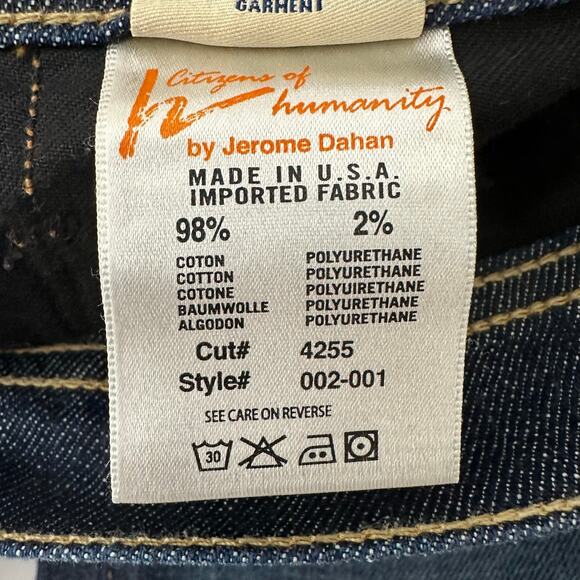 GARMENT
Citizens of
humanity
by Jerome Dahan
MADE IN U.S.A.
IMPORTED FABRIC
98% 2%
COTON POLYURETHANE
COTTON POLYURETHANE
COTONE POLYUIRETHANE
BAUMWOLLE POLYURETHANE
ALGODON POLYURETHANE
Cut# 4255
Style# 002-001
SEE CARE ON REVERSE
30